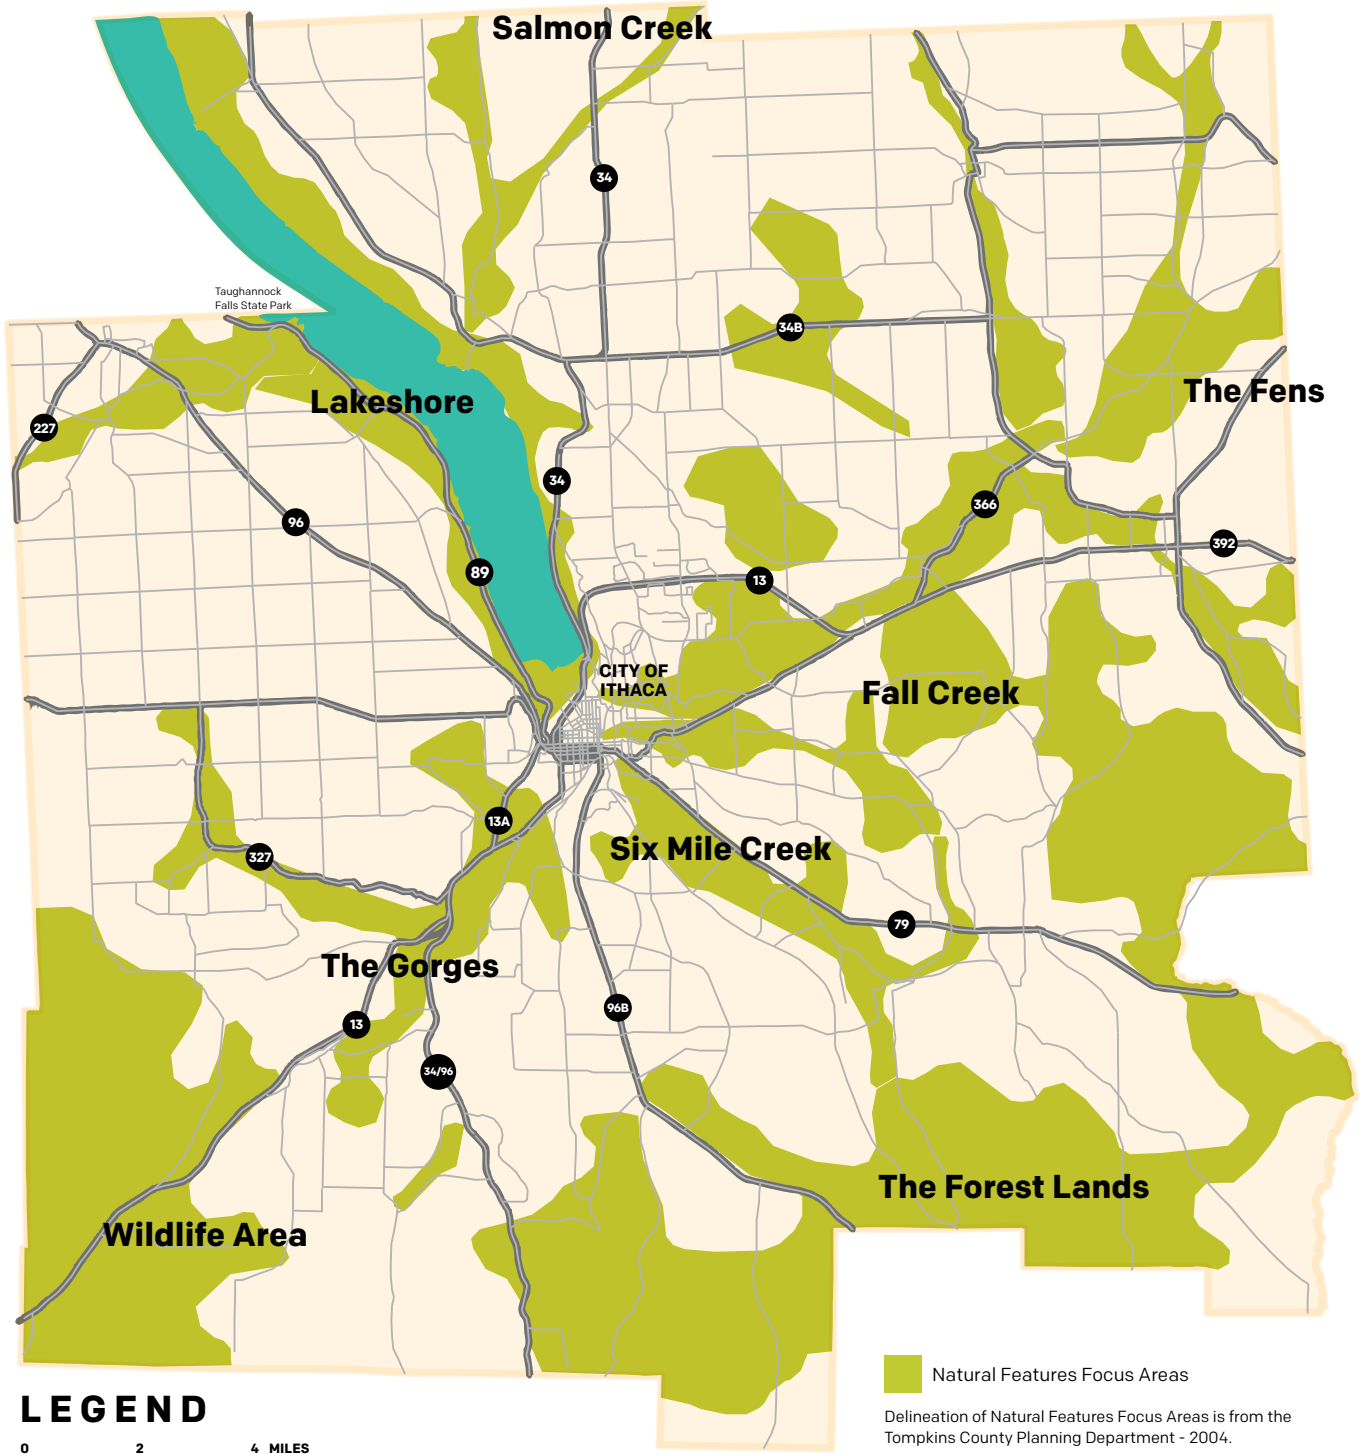 Salmon Creek
34
Taughannock
Falls State Park
34B
The Fens
Lakeshore
227
34
366
96
392
89
13
CITY OF
ITHACA
Fall Creek
13A
Six Mile Creek
327
79
The Gorges
96B
13
34/96
The Forest Lands
Wildlife Area
Natural Features Focus Areas
LEGEND
Delineation of Natural Features Focus Areas is from the
Tompkins County Planning Department - 2004.
0 2 4 MILES